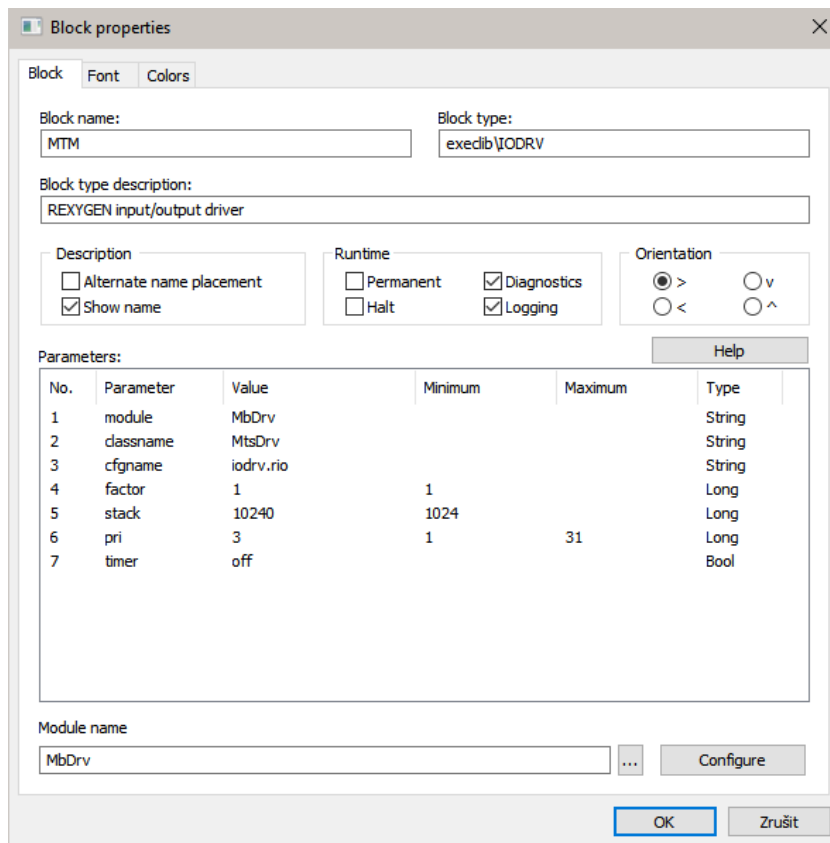 Block properties
Block Font Colors
Block name: Block type:
MTM execlib\IODRV
Block type description:
REXYGEN input/output driver
Description Runtime Orientation
Alternate name placement Permanent Diagnostics > v
Show name Halt Logging < ^
Parameters: Help
No. Parameter Value Minimum Maximum Type
1 module MbDrv String
2 classname MtsDrv String
3 cfgname iodrv.rio String
4 factor 1 1 Long
5 stack 10240 1024 Long
6 pri 3 1 31 Long
7 timer off Bool
Module name
MbDrv ... Configure
OK Zrušit